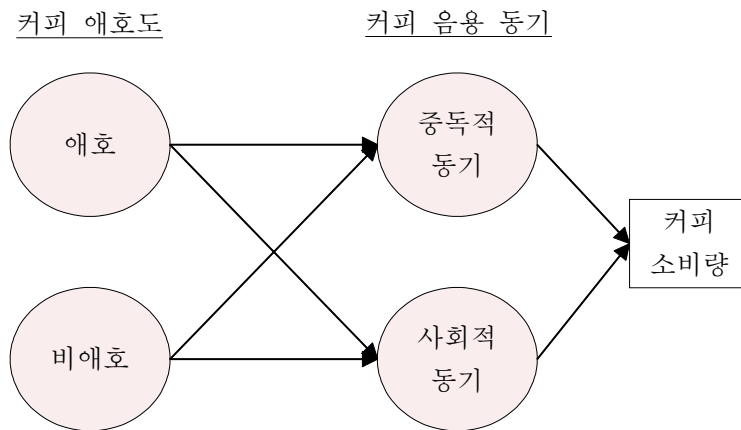 커피 애호도
커피 음용 동기
애호
중독적
동기
커피
소비량
비애호
사회적
동기